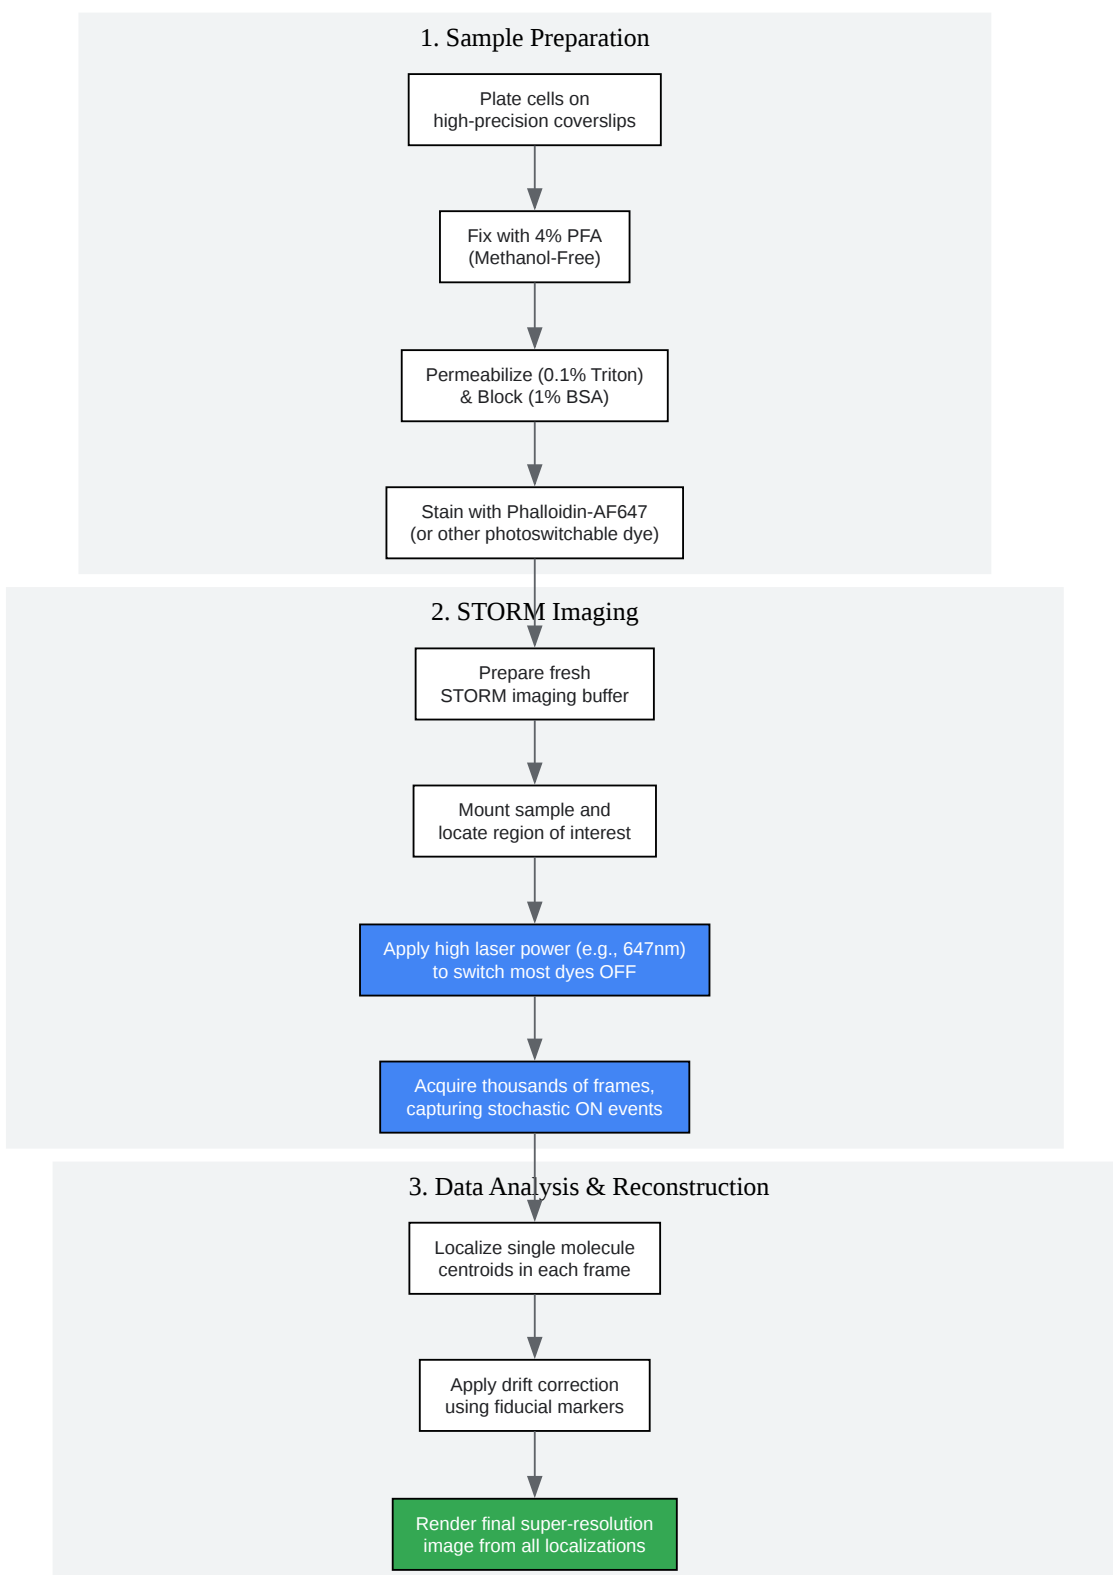 1. Sample Preparation
Plate cells on
high-precision coverslips
Fix with 4% PFA
(Methanol-Free)
Permeabilize (0.1% Triton)
& Block (1% BSA)
Stain with Phalloidin-AF647
(or other photoswitchable dye)
2. STORM Imaging
Prepare fresh
STORM imaging buffer
Mount sample and
locate region of interest
Apply high laser power (e.g., 647nm)
to switch most dyes OFF
Acquire thousands of frames,
capturing stochastic ON events
3. Data Analysis & Reconstruction
Localize single molecule
centroids in each frame
Apply drift correction
using fiducial markers
Render final super-resolution
image from all localizations